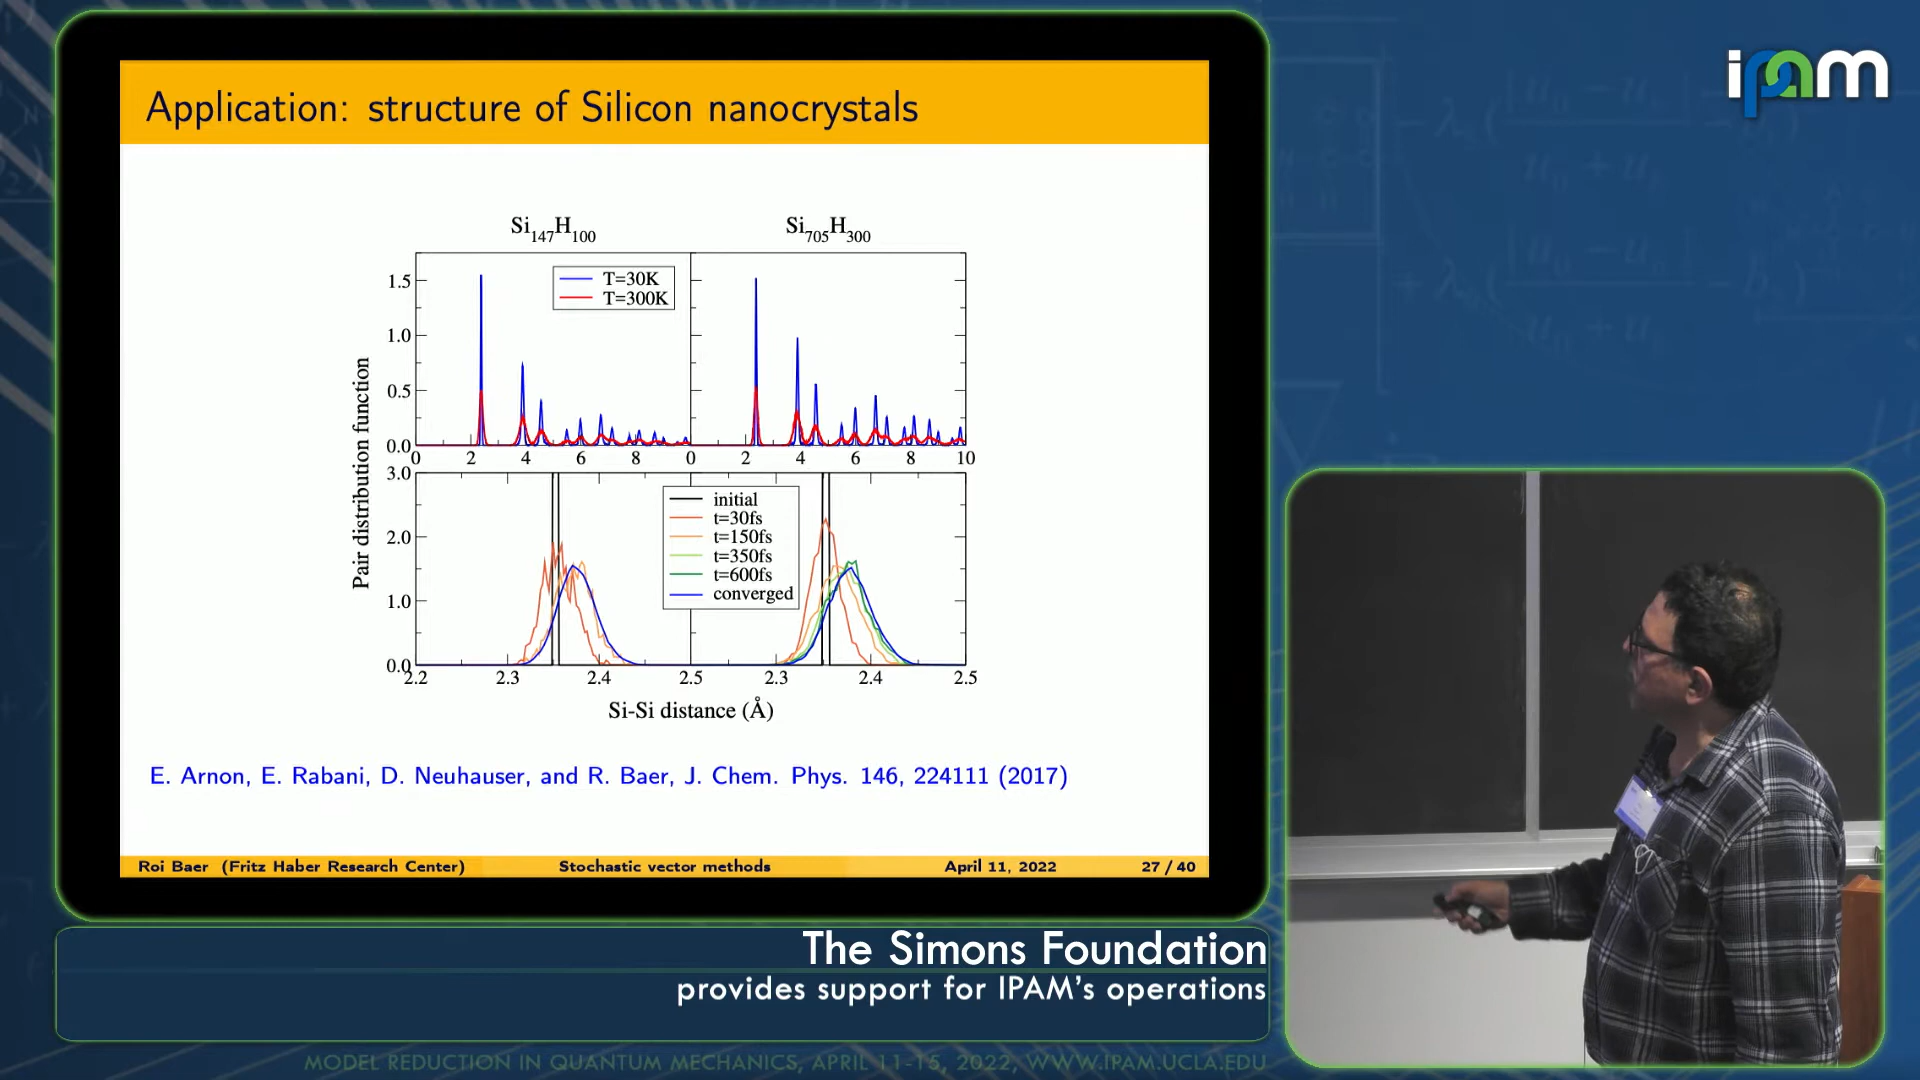 ipam
Application: structure of Silicon nanocrystals
Si147H100
Si705H300
T=30K
T=300K
1.5
1.0
0.5
0.0
0 2 4 6 8 0 2 4 6 8 10
Pair distribution function
3.0
2.0
1.0
0.0
initial
t=30fs
t=150fs
t=350fs
t=600fs
converged
2.2 2.3 2.4 2.5 2.3 2.4 2.5
Si-Si distance (Å)
E. Arnon, E. Rabani, D. Neuhauser, and R. Baer, J. Chem. Phys. 146, 224111 (2017)
Roi Baer (Fritz Haber Research Center) Stochastic vector methods April 11, 2022 27 / 40
The Simons Foundation
provides support for IPAM's operations
MODEL REDUCTION IN QUANTUM MECHANICS, APRIL 11-15, 2022, WWW.IPAM.UCLA.EDU